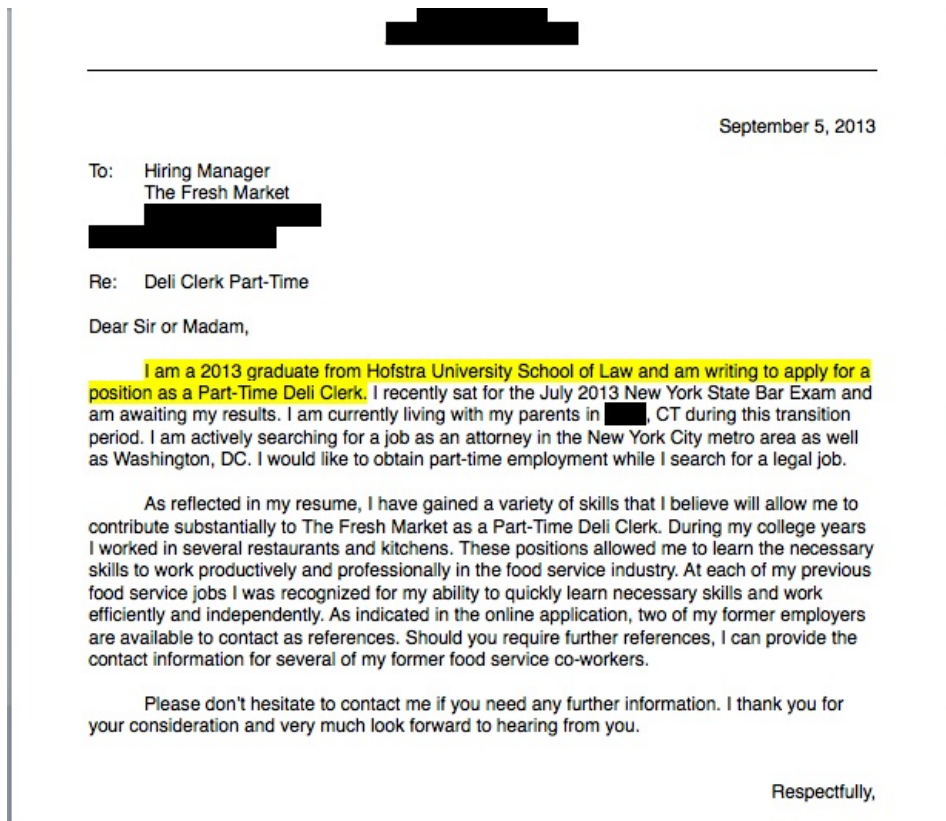 September 5, 2013
To: Hiring Manager
The Fresh Market
Re: Deli Clerk Part-Time
Dear Sir or Madam,
I am a 2013 graduate from Hofstra University School of Law and am writing to apply for a
position as a Part-Time Deli Clerk. I recently sat for the July 2013 New York State Bar Exam and
am awaiting my results. I am currently living with my parents in , CT during this transition
period. I am actively searching for a job as an attorney in the New York City metro area as well
as Washington, DC. I would like to obtain part-time employment while I search for a legal job.
As reflected in my resume, I have gained a variety of skills that I believe will allow me to
contribute substantially to The Fresh Market as a Part-Time Deli Clerk. During my college years
I worked in several restaurants and kitchens. These positions allowed me to learn the necessary
skills to work productively and professionally in the food service industry. At each of my previous
food service jobs I was recognized for my ability to quickly learn necessary skills and work
efficiently and independently. As indicated in the online application, two of my former employers
are available to contact as references. Should you require further references, I can provide the
contact information for several of my former food service co-workers.
Please don't hesitate to contact me if you need any further information. I thank you for
your consideration and very much look forward to hearing from you.
Respectfully,